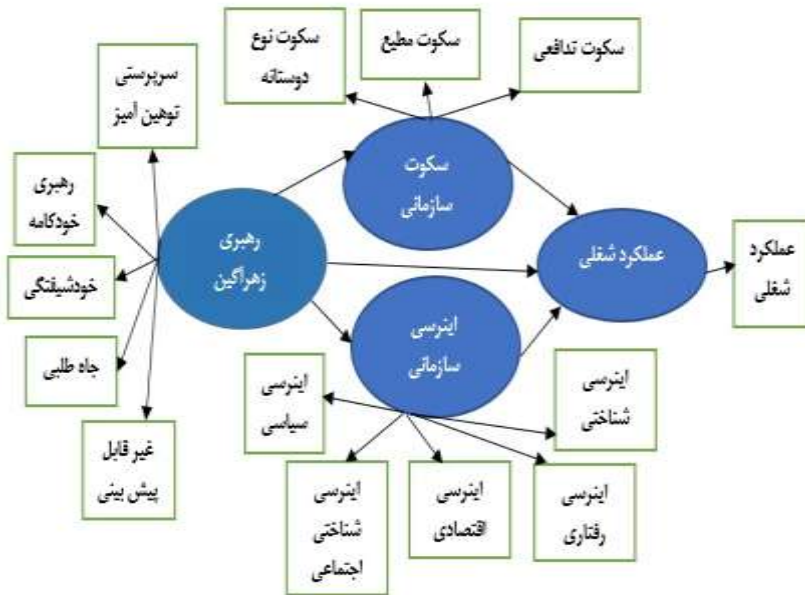 سکوت نوع
دوستانه
سکوت مطیع
سکوت تدافعی
سرپرستی
توهین آمیز
سکوت
سازمانی
رهبری
خودکامه
رهبری
زهرآگین
عملکرد شغلی
عملکرد
شغلی
خودشیفتگی
اینرسی
سازمانی
جاه طلبی
اینرسی
سیاسی
اینرسی
شناختی
غیر قابل
پیش بینی
اینرسی
شناختی
اجتماعی
اینرسی
اقتصادی
اینرسی
رفتاری